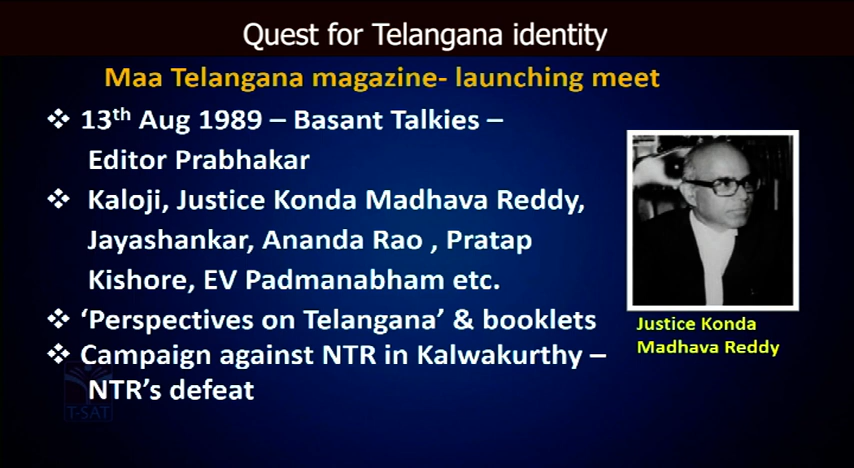 Quest for Telangana identity
Maa Telangana magazine- launching meet
❖ 13th Aug 1989 – Basant Talkies –
Editor Prabhakar
❖ Kaloji, Justice Konda Madhava Reddy,
Jayashankar, Ananda Rao , Pratap
Kishore, EV Padmanabham etc.
❖ ‘Perspectives on Telangana’ & booklets
❖ Campaign against NTR in Kalwakurthy –
NTR’s defeat
Justice Konda
Madhava Reddy
T-SAT